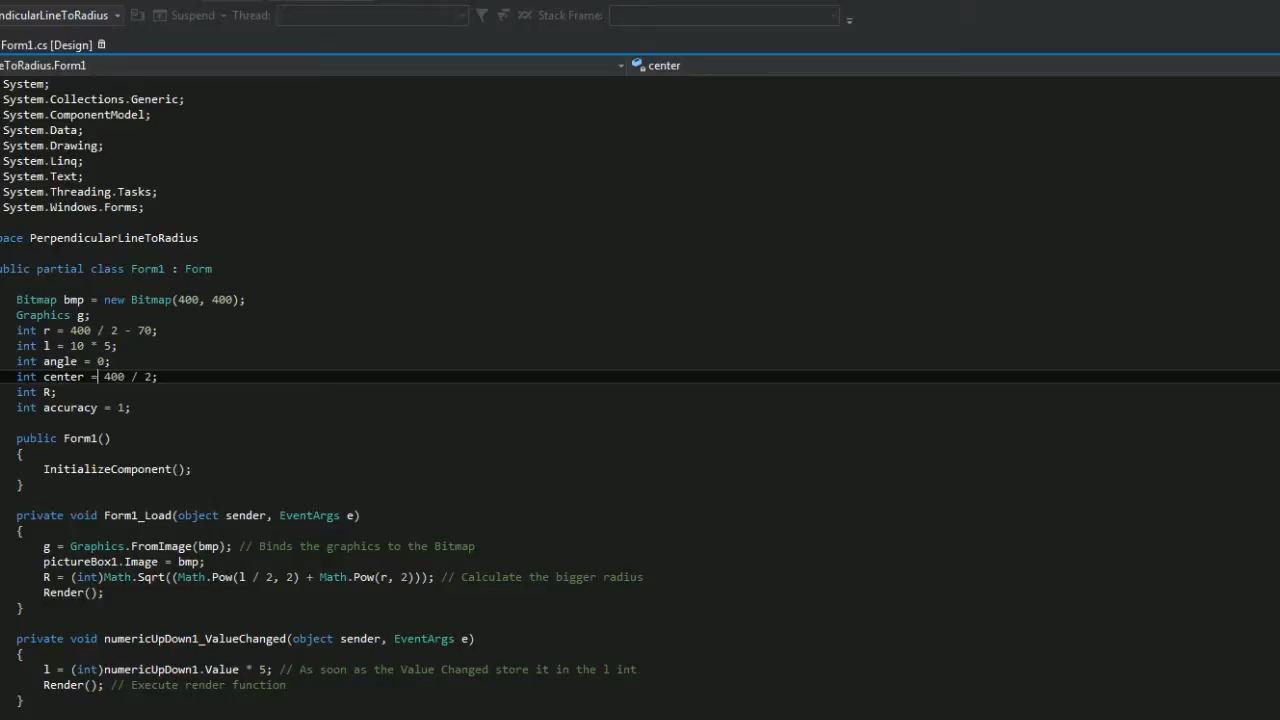 ndicularLineToRadius Suspend Thread: Stack Frame:
Form1.cs [Design]
eToRadius.Form1 center
System;
System.Collections.Generic;
System.ComponentModel;
System.Data;
System.Drawing;
System.Linq;
System.Text;
System.Threading.Tasks;
System.Windows.Forms;
pace PerpendicularLineToRadius
ublic partial class Form1 : Form
Bitmap bmp = new Bitmap(400, 400);
Graphics g;
int r = 400 / 2 - 70;
int l = 10 * 5;
int angle = 0;
int center = 400 / 2;
int R;
int accuracy = 1;
public Form1()
{
InitializeComponent();
}
private void Form1_Load(object sender, EventArgs e)
{
g = Graphics.FromImage(bmp); // Binds the graphics to the Bitmap
pictureBox1.Image = bmp;
R = (int)Math.Sqrt((Math.Pow(l / 2, 2) + Math.Pow(r, 2))); // Calculate the bigger radius
Render();
}
private void numericUpDown1_ValueChanged(object sender, EventArgs e)
{
l = (int)numericUpDown1.Value * 5; // As soon as the Value Changed store it in the l int
Render(); // Execute render function
}